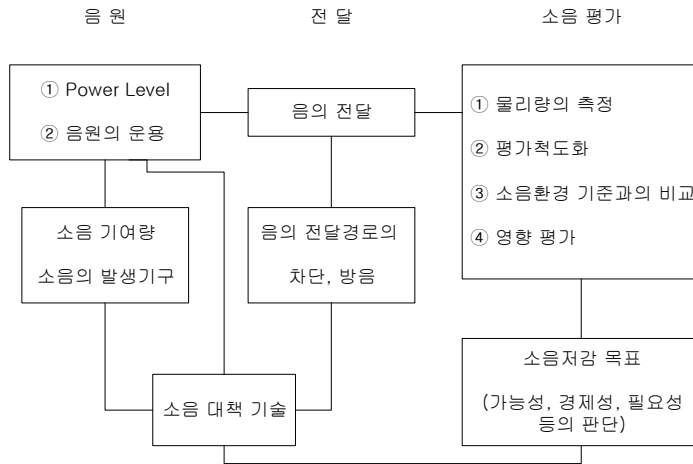 음 원
전 달
소음 평가
① Power Level
② 음원의 운용
음의 전달
① 물리량의 측정
② 평가척도화
③ 소음환경 기준과의 비교
④ 영향 평가
소음 기여량
소음의 발생기구
음의 전달경로의
차단, 방음
소음 대책 기술
소음저감 목표
(가능성, 경제성, 필요성
등의 판단)